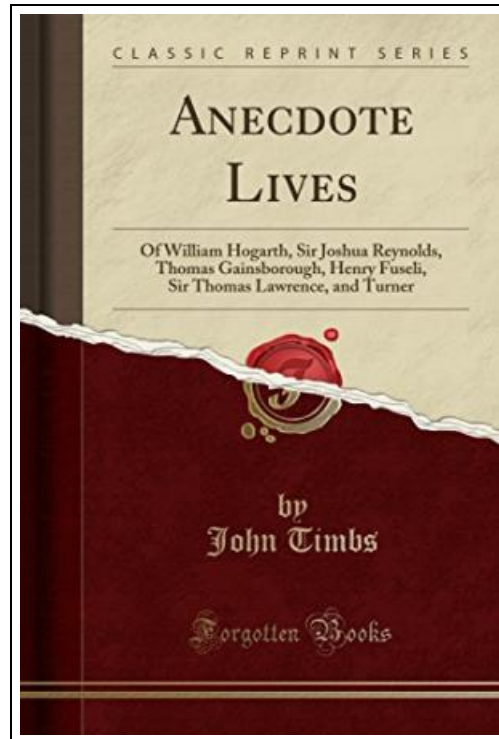 CLASSIC REPRINT SERIES
ANECDOTE
LIVES
Of William Hogarth, Sir Joshua Reynolds,
Thomas Gainsborough, Henry Fuseli,
Sir Thomas Lawrence, and Turner
by
John Timbs
Forgotten Books